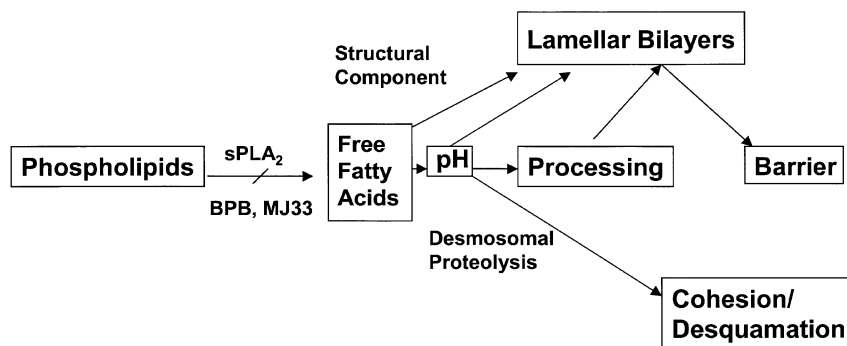 Lamellar Bilayers
Structural
Component
Phospholipids
sPLA₂
BPB, MJ33
Free
Fatty
Acids
pH
Processing
Barrier
Desmosomal
Proteolysis
Cohesion/
Desquamation